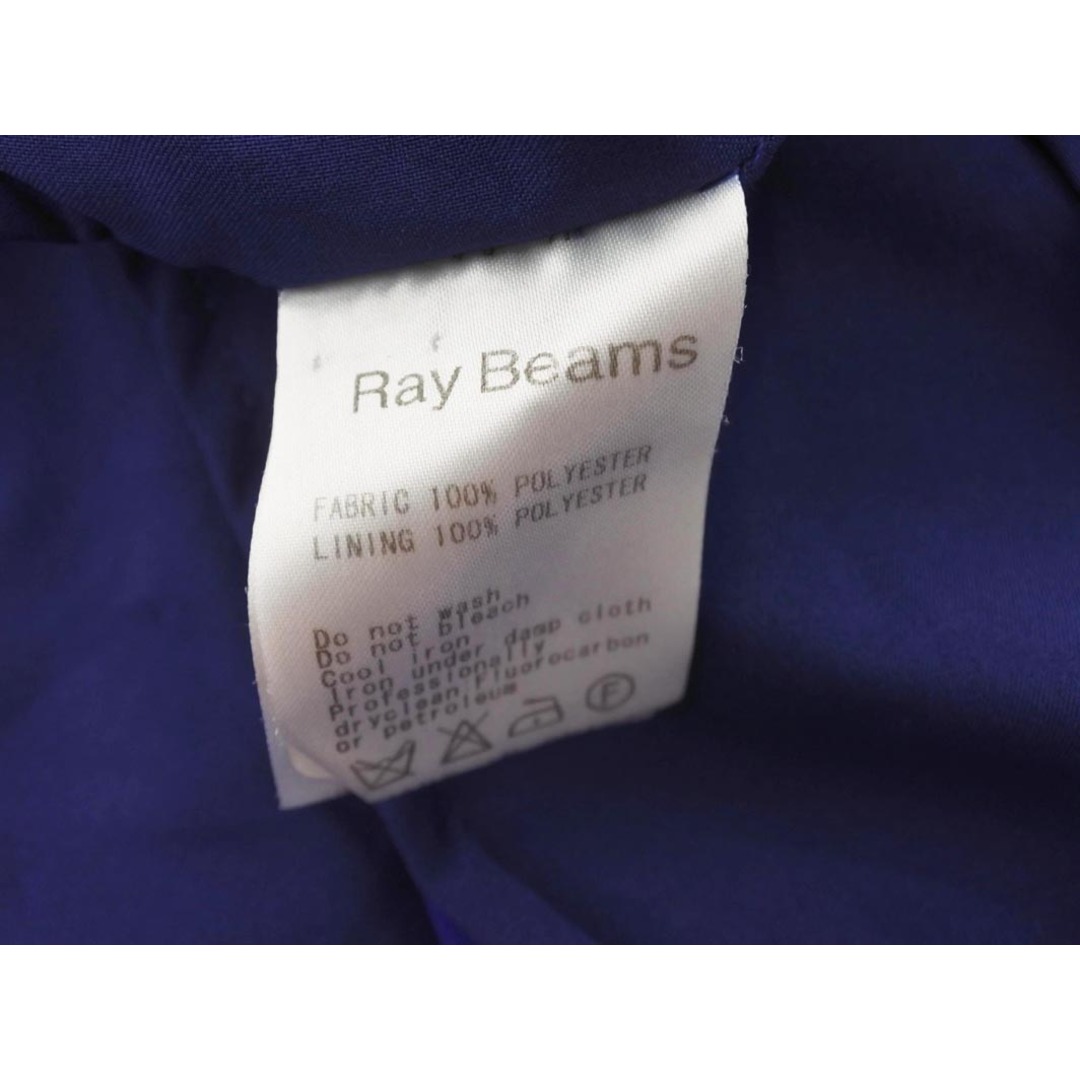 Ray Beams
FABRIC 100% POLYESTER
LINING 100% POLYESTER
Do not wash
Do not bleach
Cool iron
Iron under damp cloth
Professionally
dryclean,Fluorocarbon
or petroleum
F